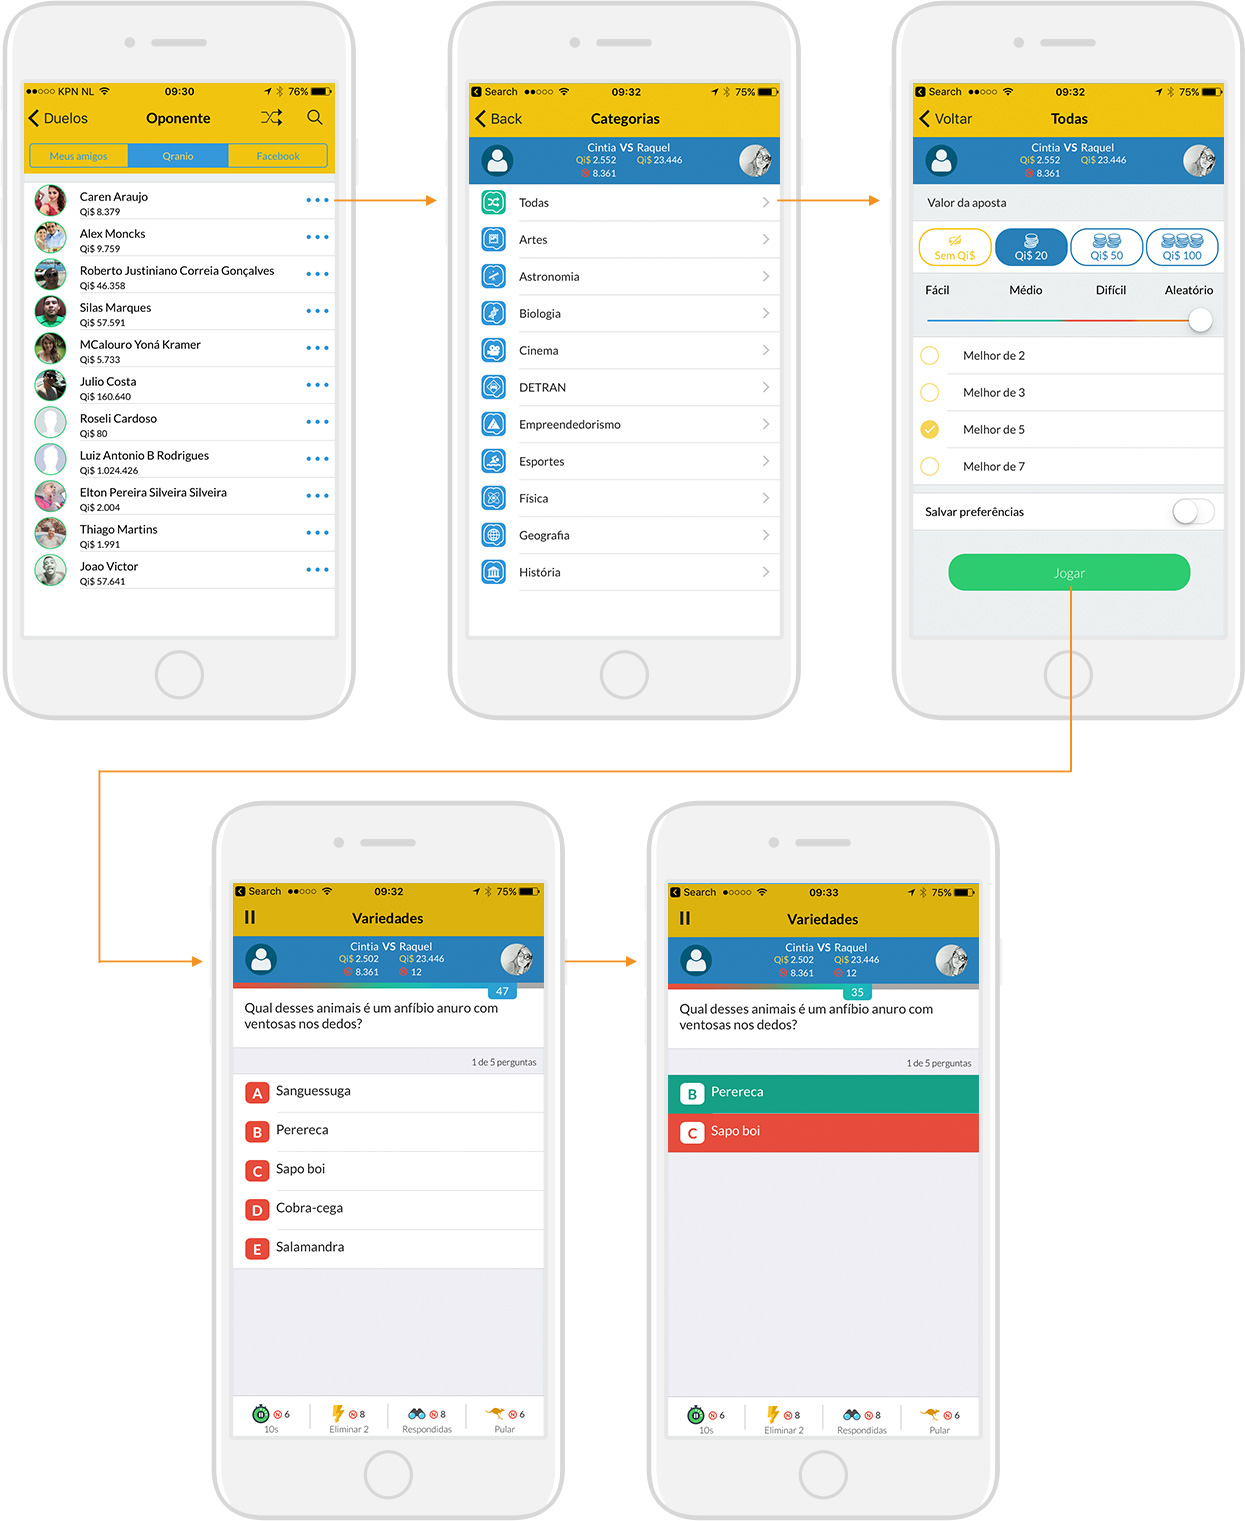 KPN NL 09:30 76%
Duelos Oponente
Meus amigos Qranio Facebook
Caren Araujo
Qi$ 8.379
Alex Moncks
Qi$ 9.759
Roberto Justiniano Correia Gonçalves
Qi$ 46.358
Silas Marques
Qi$ 57.591
MCalouro Yoná Kramer
Qi$ 5.733
Julio Costa
Qi$ 160.640
Roseli Cardoso
Qi$ 80
Luiz Antonio B Rodrigues
Qi$ 1.024.426
Elton Pereira Silveira Silveira
Qi$ 2.004
Thiago Martins
Qi$ 1.991
Joao Victor
Qi$ 57.641
Search 09:32 75%
Back Categorias
Cintia VS Raquel
Qi$ 2.552 Qi$ 23.446
8.361
Todas
Artes
Astronomia
Biologia
Cinema
DETRAN
Empreendedorismo
Esportes
Física
Geografia
História
Search 09:32 75%
Voltar Todas
Cintia VS Raquel
Qi$ 2.552 Qi$ 23.446
8.361
Valor da aposta
Sem Qi$ Qi$ 20 Qi$ 50 Qi$ 100
Fácil Médio Difícil Aleatório
Melhor de 2
Melhor de 3
Melhor de 5
Melhor de 7
Salvar preferências
Jogar
Search 09:32 75%
Variedades
Cintia VS Raquel
Qi$ 2.502 Qi$ 23.446
8.361 12
47
Qual desses animais é um anfíbio anuro com
ventosas nos dedos?
1 de 5 perguntas
A Sanguessuga
B Perereca
C Sapo boi
D Cobra-cega
E Salamandra
6 8 8 6
10s Eliminar 2 Respondidas Pular
Search 09:33 75%
Variedades
Cintia VS Raquel
Qi$ 2.502 Qi$ 23.446
8.361 12
35
Qual desses animais é um anfíbio anuro com
ventosas nos dedos?
1 de 5 perguntas
B Perereca
C Sapo boi
6 8 8 6
10s Eliminar 2 Respondidas Pular